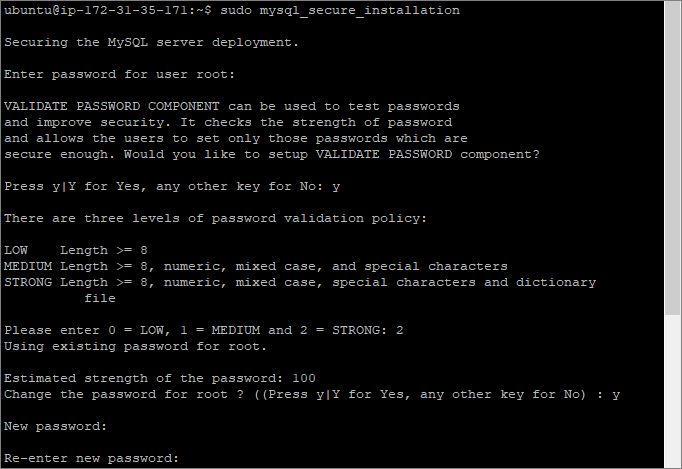 ubuntu@ip-172-31-35-171:~$ sudo mysql_secure_installation
Securing the MySQL server deployment.
Enter password for user root:
VALIDATE PASSWORD COMPONENT can be used to test passwords
and improve security. It checks the strength of password
and allows the users to set only those passwords which are
secure enough. Would you like to setup VALIDATE PASSWORD component?
Press y|Y for Yes, any other key for No: y
There are three levels of password validation policy:
LOW    Length >= 8
MEDIUM Length >= 8, numeric, mixed case, and special characters
STRONG Length >= 8, numeric, mixed case, special characters and dictionary
          file
Please enter 0 = LOW, 1 = MEDIUM and 2 = STRONG: 2
Using existing password for root.
Estimated strength of the password: 100
Change the password for root ? ((Press y|Y for Yes, any other key for No) : y
New password:
Re-enter new password: